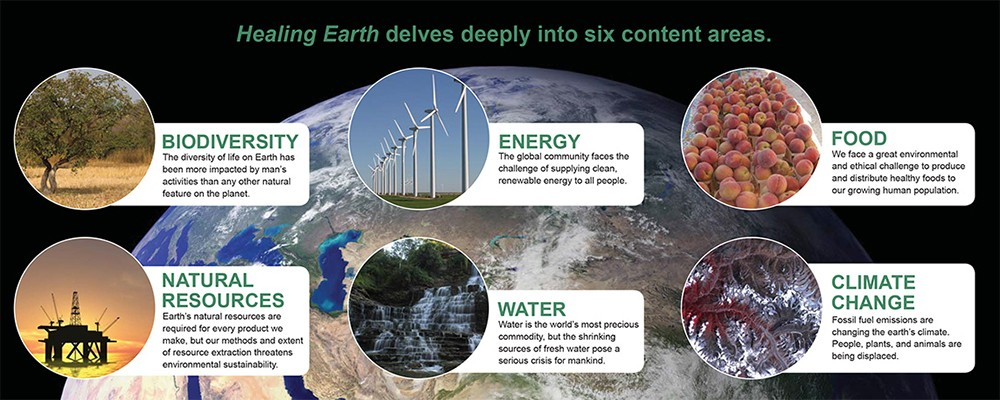 Healing Earth delves deeply into six content areas.
BIODIVERSITY
The diversity of life on Earth has
been more impacted by man's
activities than any other natural
feature on the planet.
ENERGY
The global community faces the
challenge of supplying clean,
renewable energy to all people.
FOOD
We face a great environmental
and ethical challenge to produce
and distribute healthy foods to
our growing human population.
NATURAL
RESOURCES
Earth's natural resources are
required for every product we
make, but our methods and extent
of resource extraction threatens
environmental sustainability.
WATER
Water is the world's most precious
commodity, but the shrinking
sources of fresh water pose a
serious crisis for mankind.
CLIMATE
CHANGE
Fossil fuel emissions are
changing the earth's climate.
People, plants, and animals are
being displaced.